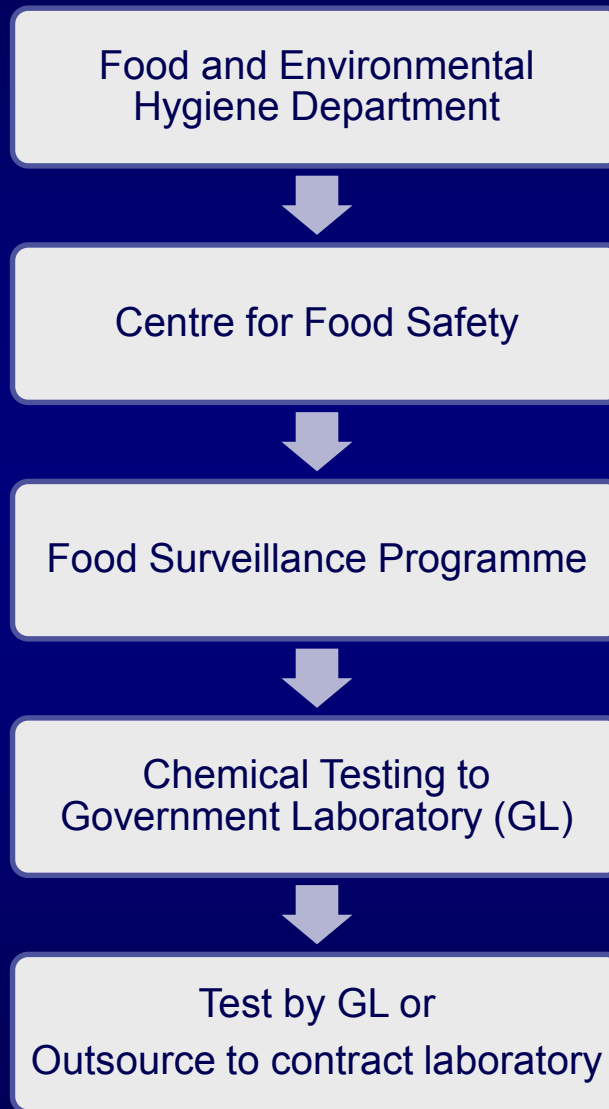 Food and Environmental
Hygiene Department
Centre for Food Safety
Food Surveillance Programme
Chemical Testing to
Government Laboratory (GL)
Test by GL or
Outsource to contract laboratory